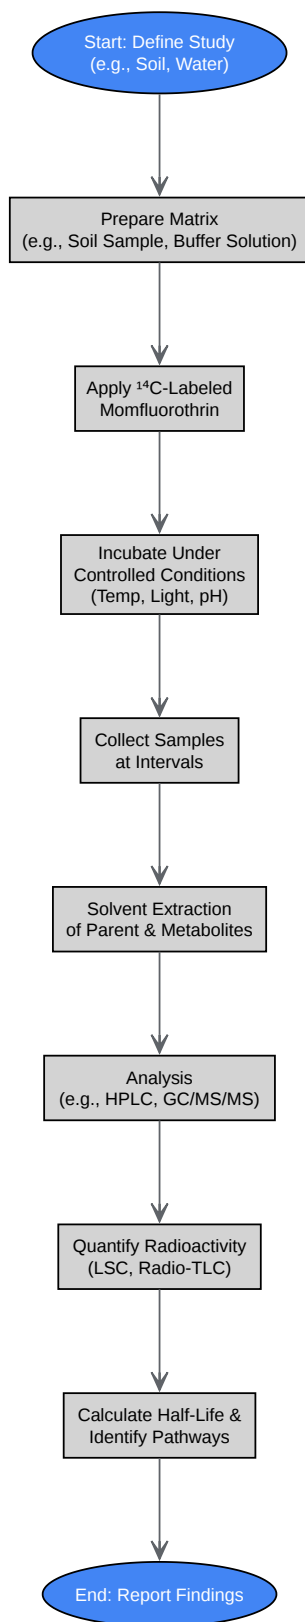 Start: Define Study
(e.g., Soil, Water)
Prepare Matrix
(e.g., Soil Sample, Buffer Solution)
Apply ¹⁴C-Labeled
Momfluorothrin
Incubate Under
Controlled Conditions
(Temp, Light, pH)
Collect Samples
at Intervals
Solvent Extraction
of Parent & Metabolites
Analysis
(e.g., HPLC, GC/MS/MS)
Quantify Radioactivity
(LSC, Radio-TLC)
Calculate Half-Life &
Identify Pathways
End: Report Findings